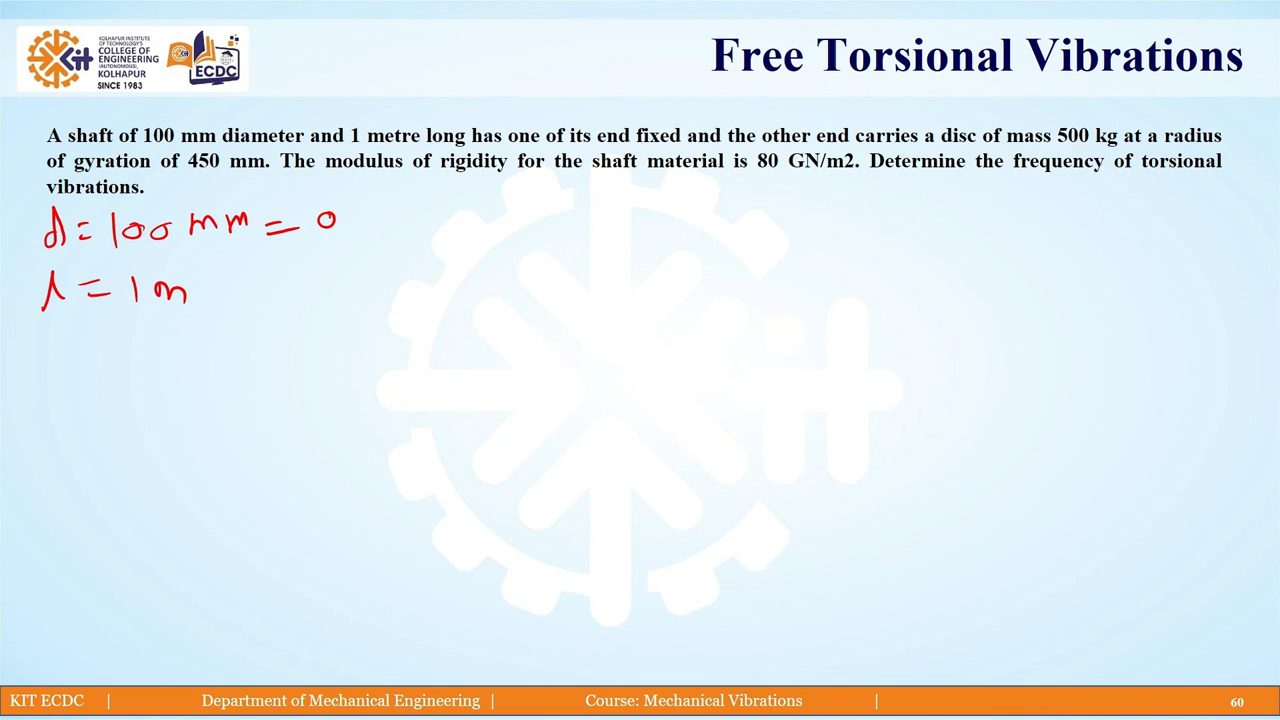 KOLHAPUR INSTITUTE
OF TECHNOLOGY'S
COLLEGE OF
ENGINEERING
(AUTONOMOUS),
KOLHAPUR
SINCE 1983
Kit
ECDC
Free Torsional Vibrations
A shaft of 100 mm diameter and 1 metre long has one of its end fixed and the other end carries a disc of mass 500 kg at a radius
of gyration of 450 mm. The modulus of rigidity for the shaft material is 80 GN/m2. Determine the frequency of torsional
vibrations.
d = 100 mm = 0
l = 1 m
KIT ECDC | Department of Mechanical Engineering | Course: Mechanical Vibrations | 60